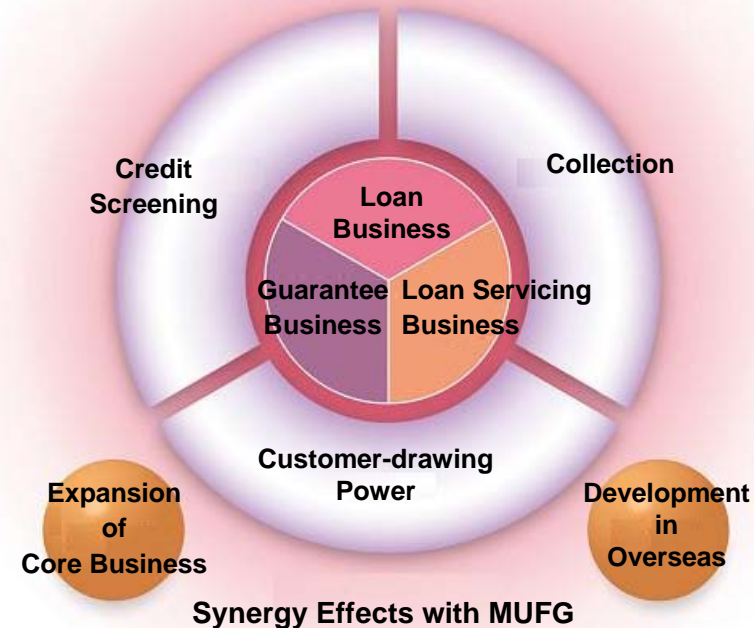 Credit
Screening
Collection
Loan
Business
Guarantee
Business
Loan Servicing
Business
Customer-drawing
Power
Expansion
of
Core Business
Development
in
Overseas
Synergy Effects with MUFG